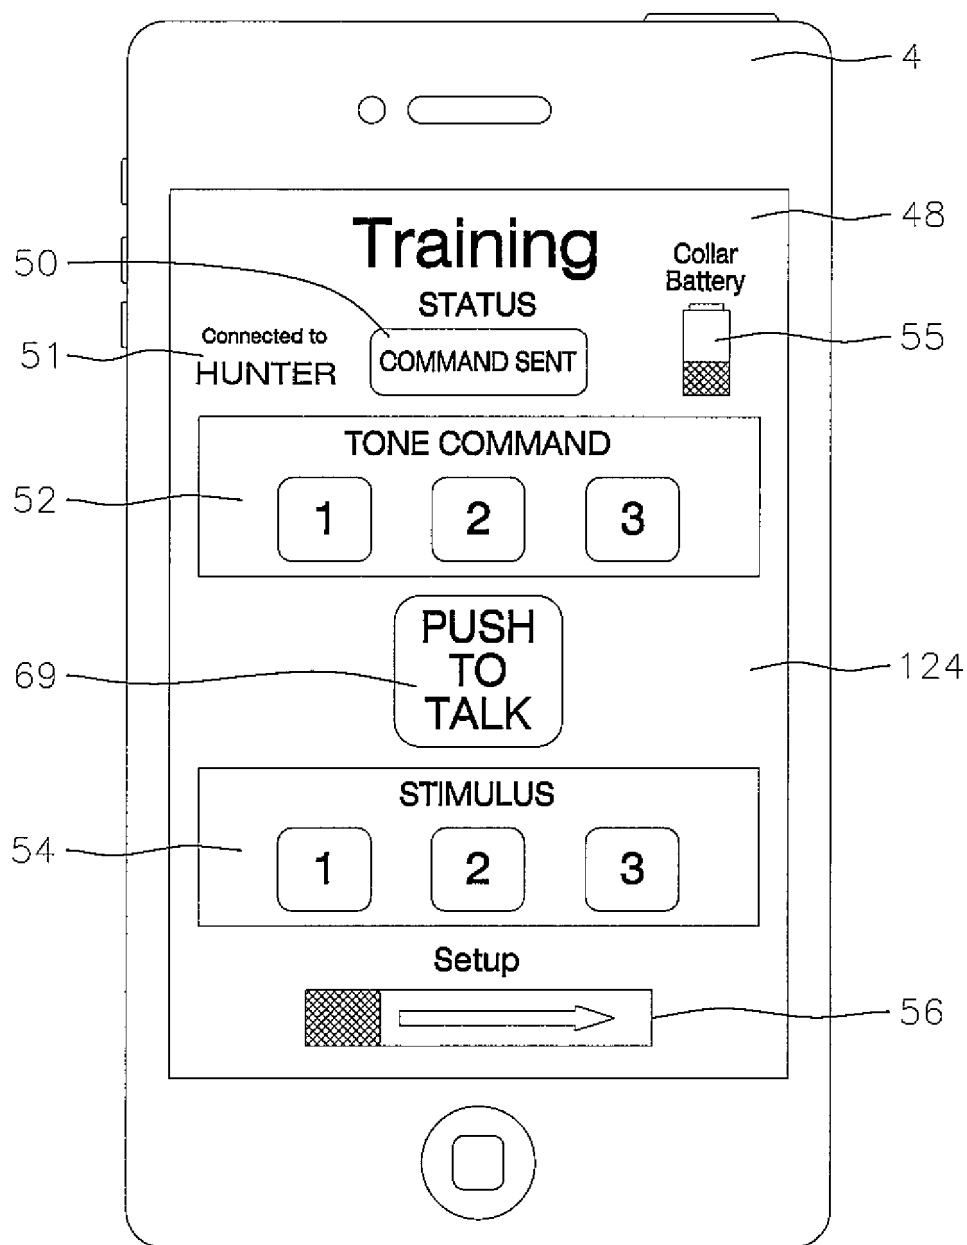 4
48
Training
50
Collar
Battery
STATUS
Connected to
COMMAND SENT
55
51
HUNTER
TONE COMMAND
52
1 2 3
PUSH
TO
TALK
69
124
STIMULUS
54
1 2 3
Setup
56